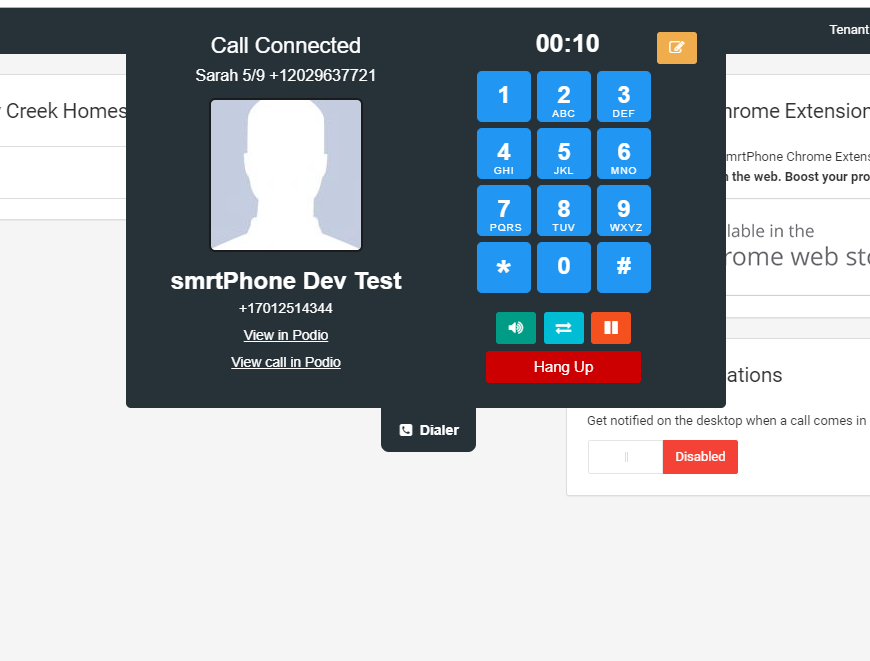 Tenant
Call Connected
Sarah 5/9 +12029637721
smrtPhone Dev Test
+17012514344
View in Podio
View call in Podio
00:10
1
2
ABC
3
DEF
4
GHI
5
JKL
6
MNO
7
PQRS
8
TUV
9
WXYZ
*
0
#
Hang Up
Dialer
Creek Homes
hrome Extension
mrtPhone Chrome Extens
the web. Boost your pro
lable in the
rome web sto
ations
Get notified on the desktop when a call comes in
Disabled